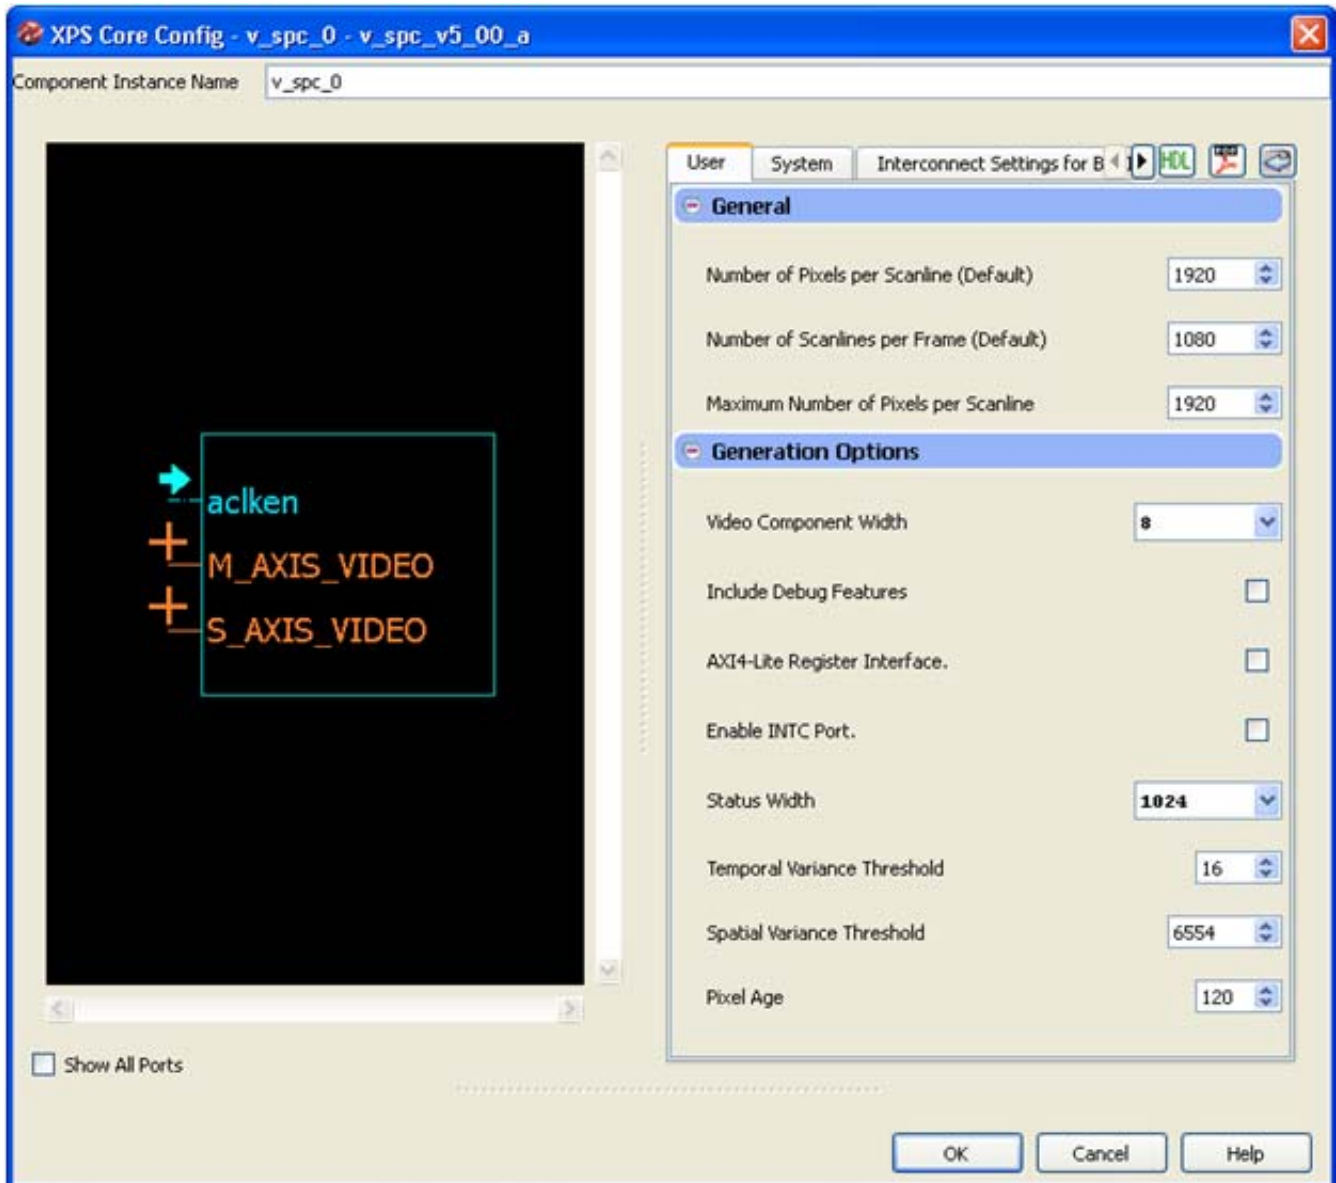 XPS Core Config - v_spc_0 - v_spc_v5_00_a
Component Instance Name v_spc_0
User System Interconnect Settings for B HDL
General
Number of Pixels per Scanline (Default) 1920
Number of Scanlines per Frame (Default) 1080
Maximum Number of Pixels per Scanline 1920
Generation Options
Video Component Width 8
Include Debug Features
AXI4-Lite Register Interface.
Enable INTC Port.
Status Width 1024
Temporal Variance Threshold 16
Spatial Variance Threshold 6554
Pixel Age 120
aclken
M_AXIS_VIDEO
S_AXIS_VIDEO
Show All Ports
OK Cancel Help